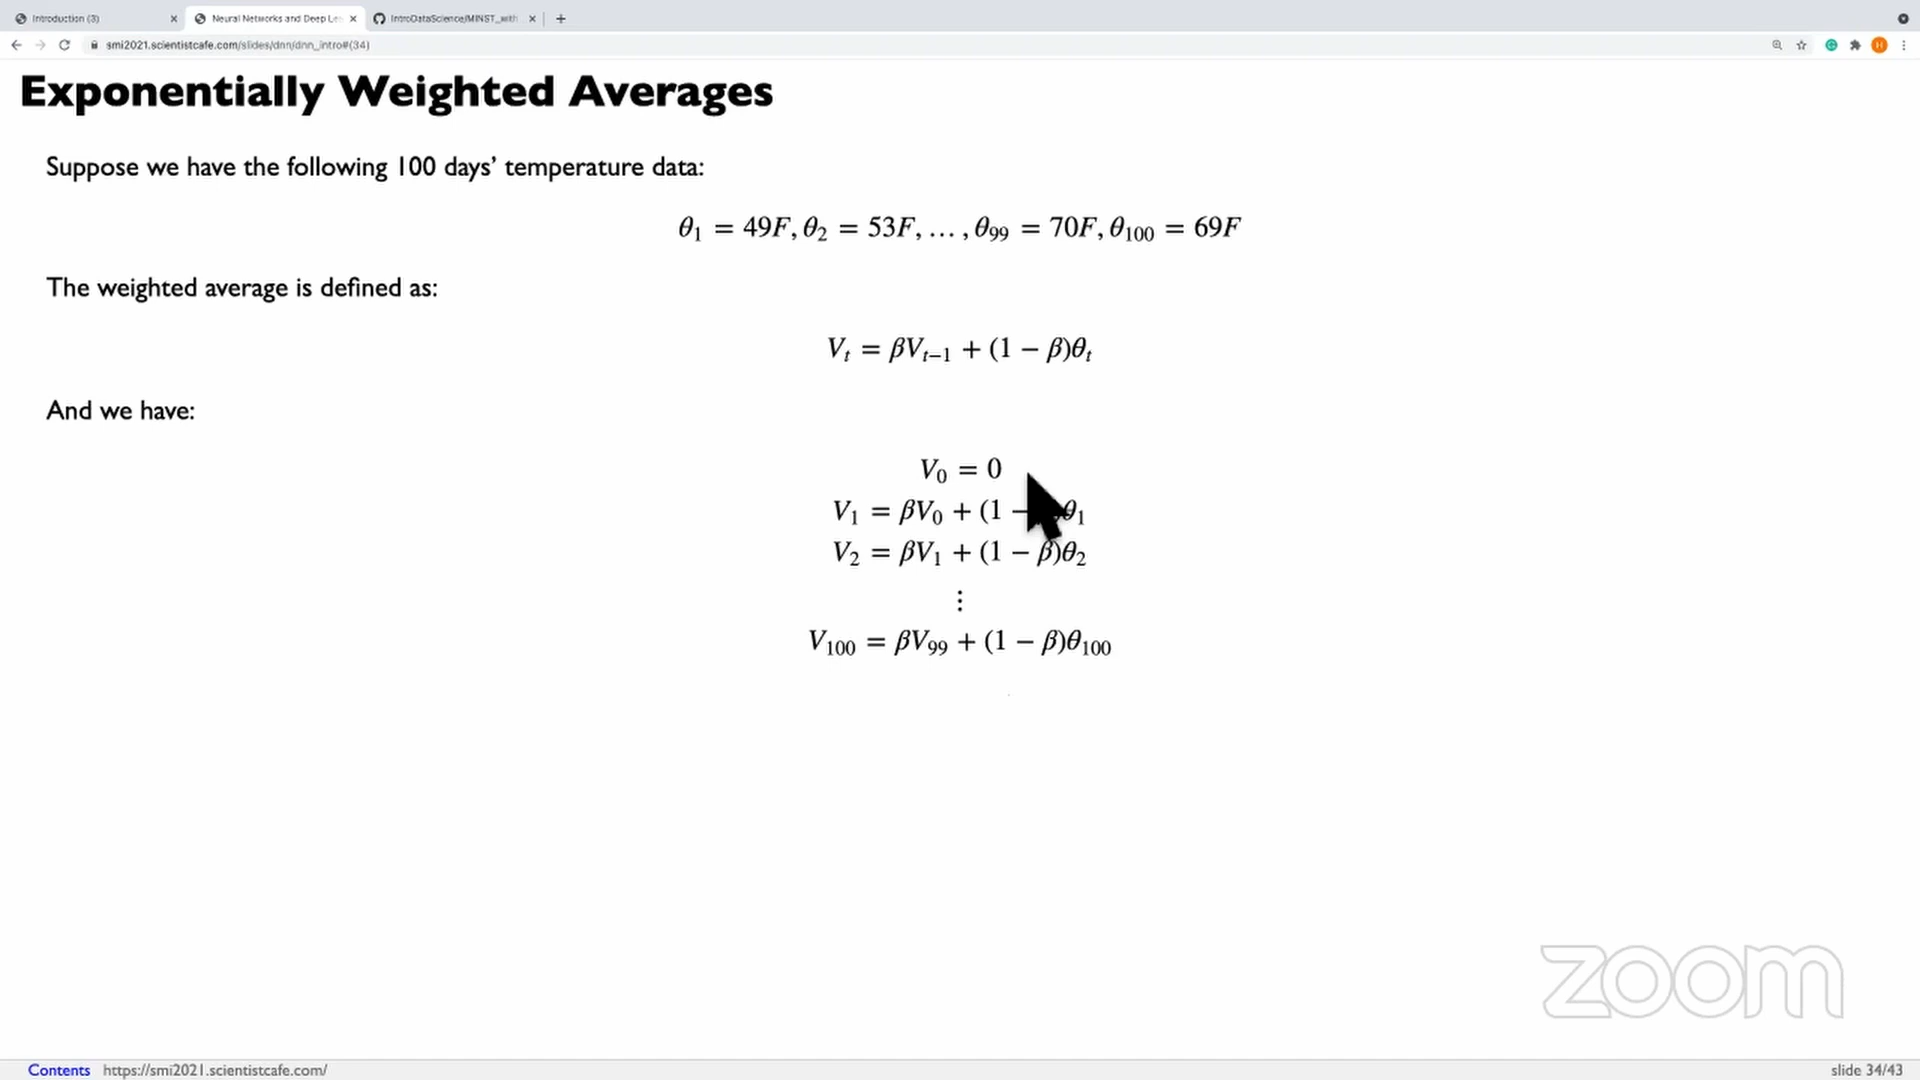 Introduction (3)
Neural Networks and Deep Le
IntroDataScience/MINST_with
smi2021.scientistcafe.com/slides/dnn/dnn_intro#(34)
H
Exponentially Weighted Averages
Suppose we have the following 100 days’ temperature data:
θ₁ = 49F, θ₂ = 53F, … , θ₉₉ = 70F, θ₁₀₀ = 69F
The weighted average is defined as:
Vₜ = βVₜ₋₁ + (1 − β)θₜ
And we have:
V₀ = 0
V₁ = βV₀ + (1 − θ₁
V₂ = βV₁ + (1 − β)θ₂
⋮
V₁₀₀ = βV₉₉ + (1 − β)θ₁₀₀
zoom
Contents https://smi2021.scientistcafe.com/
slide 34/43